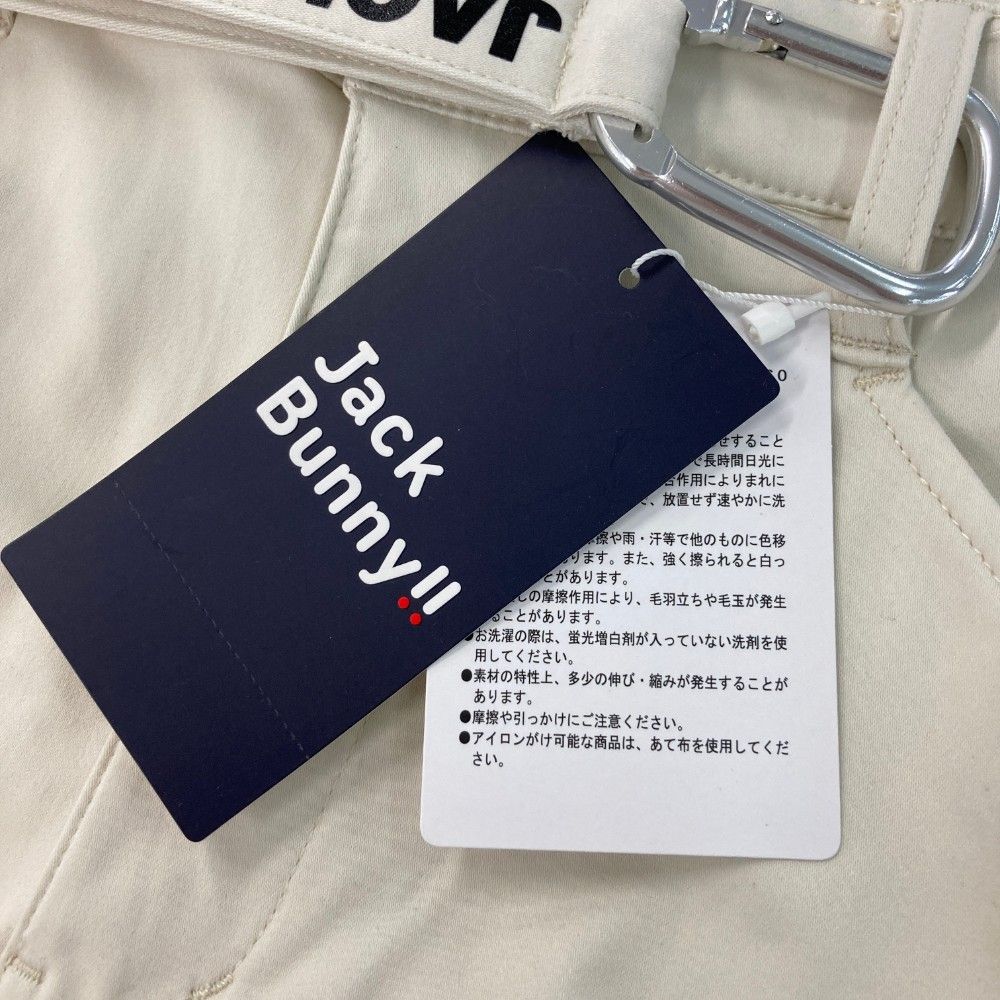 JACK
Jack
Bunny!!
60
せすること
で長時間日光に
合作用によりまれに
、放置せず速やかに洗
摩擦や雨・汗等で他のものに色移
ります。また、強く擦られると白っ
とがあります。
しの摩擦作用により、毛羽立ちや毛玉が発生
ることがあります。
●お洗濯の際は、蛍光増白剤が入っていない洗剤を使
用してください。
●素材の特性上、多少の伸び・縮みが発生することが
あります。
●摩擦や引っかけにご注意ください。
●アイロンがけ可能な商品は、あて布を使用してくだ
さい。